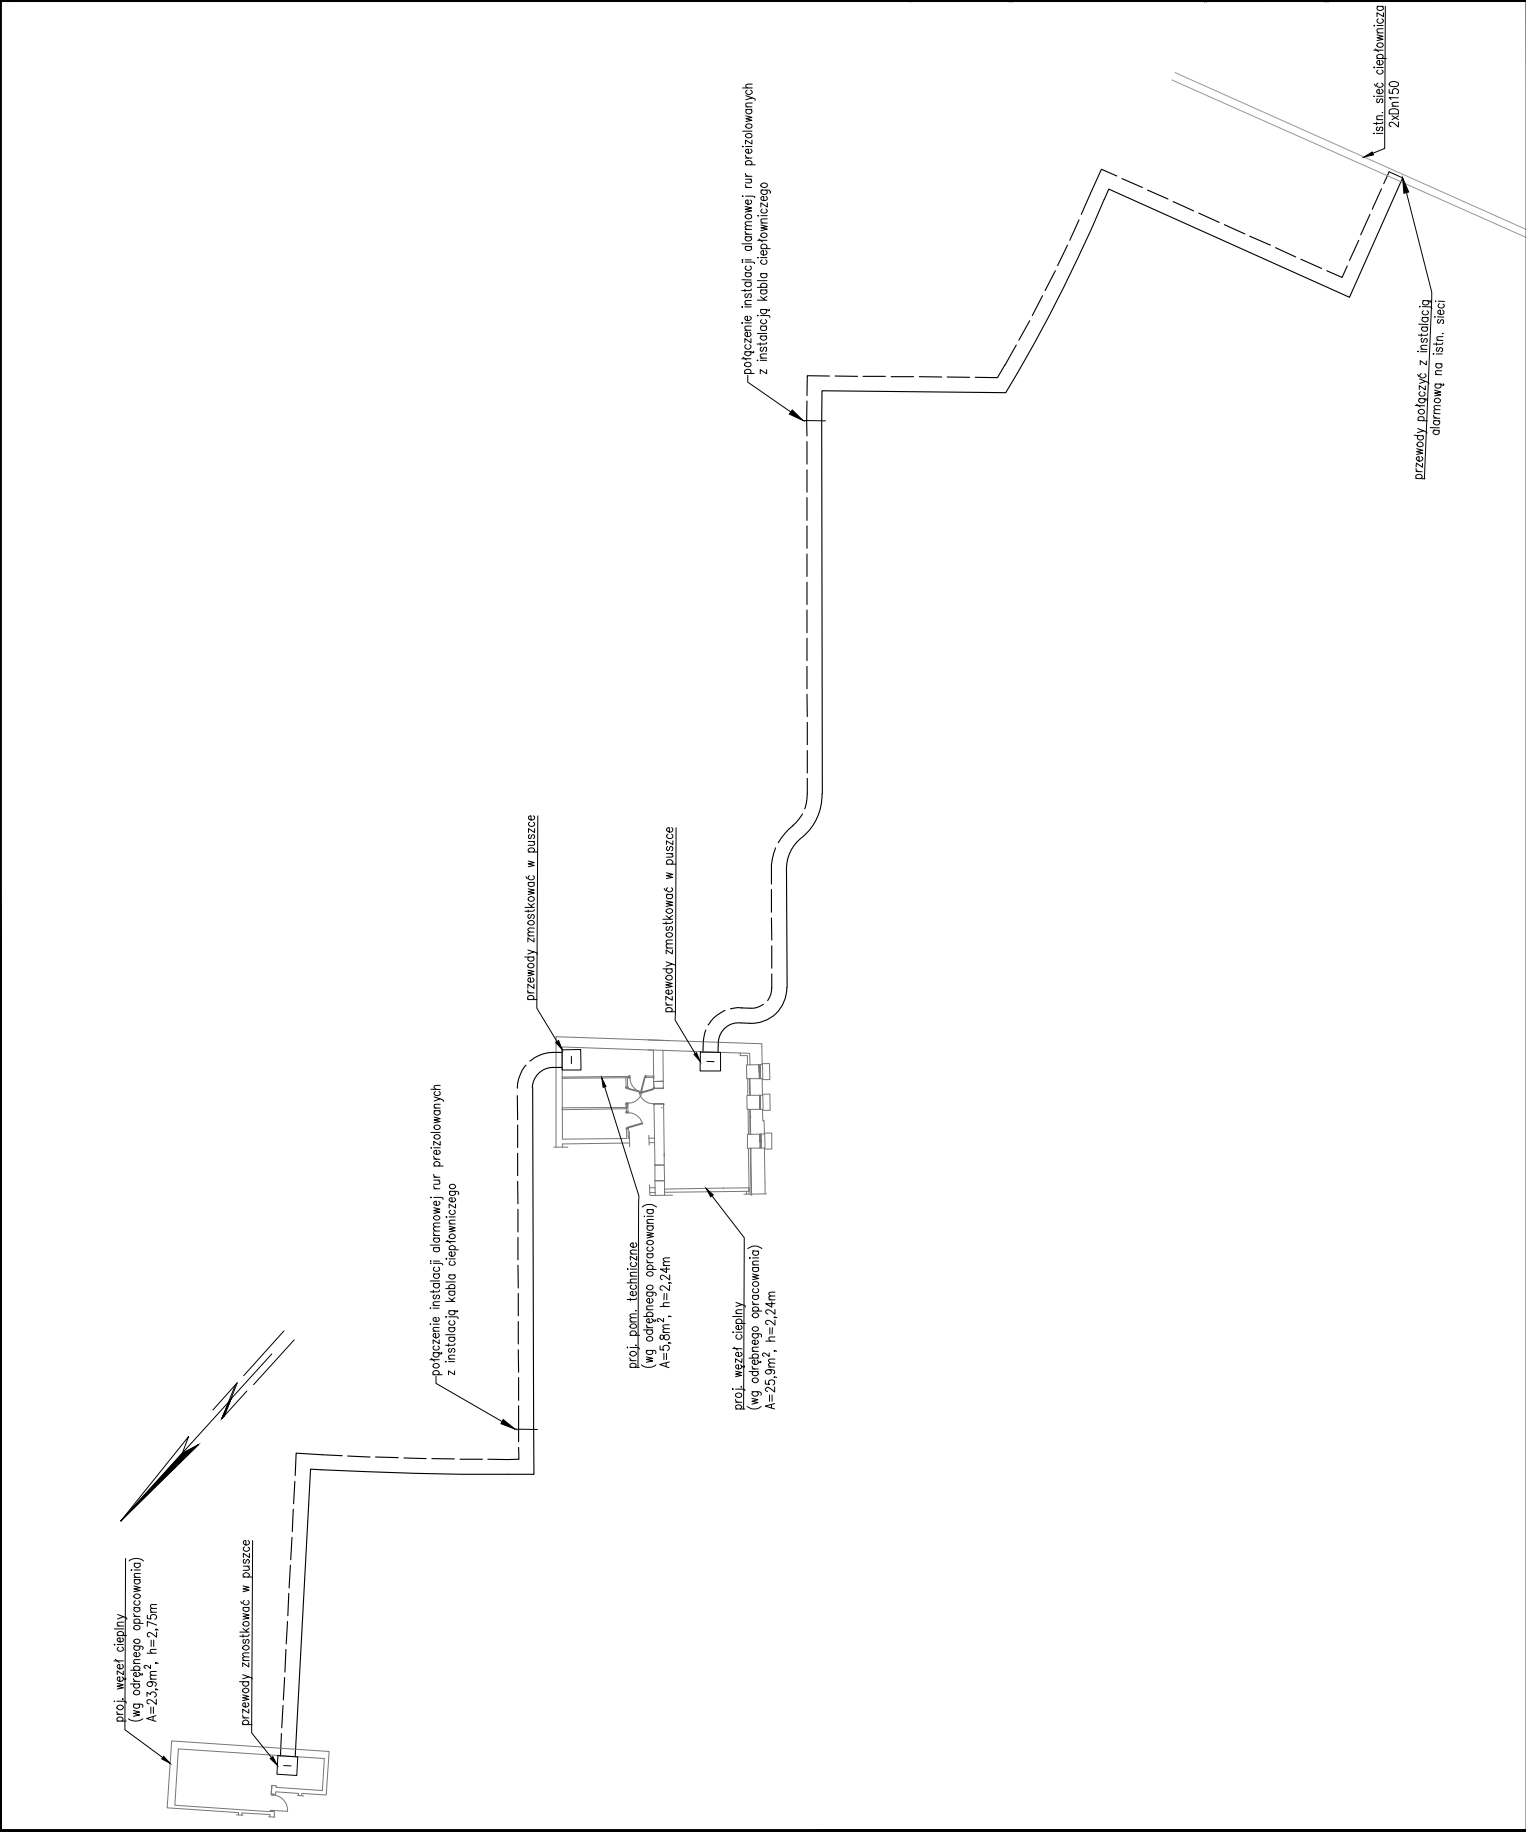 istn. sieć ciepłownicza
2xDn150
połączenie instalacji alarmowej rur preizolowanych
z instalacją kabla ciepłowniczego
przewody połączyć z instalacją
alarmową na istn. sieci
przewody zmostkować w puszce
przewody zmostkować w puszce
połączenie instalacji alarmowej rur preizolowanych
z instalacją kabla ciepłowniczego
proj. pom. techniczne
(wg odrębnego opracowania)
A=5,8m², h=2,24m
proj. węzeł cieplny
(wg odrębnego opracowania)
A=25,9m², h=2,24m
proj. węzeł cieplny
(wg odrębnego opracowania)
A=23,9m², h=2,75m
przewody zmostkować w puszce